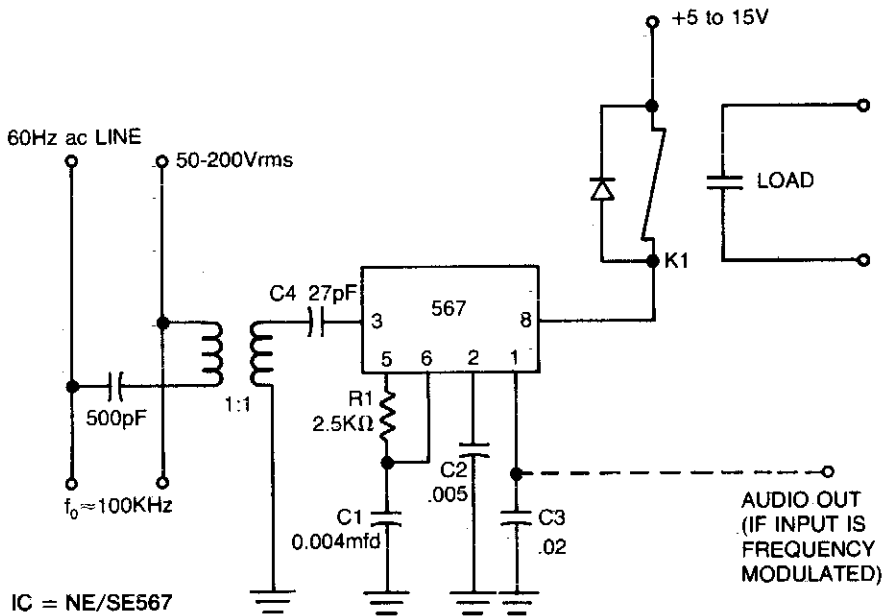 +5 to 15V
60Hz ac LINE
50-200Vrms
LOAD
K1
C4 27pF
567
3
8
5
6
2
1
R1
2.5KΩ
500pF
1:1
C2
.005
f₀≈100KHz
C1
0.004mfd
C3
.02
AUDIO OUT
(IF INPUT IS
FREQUENCY
MODULATED)
IC = NE/SE567